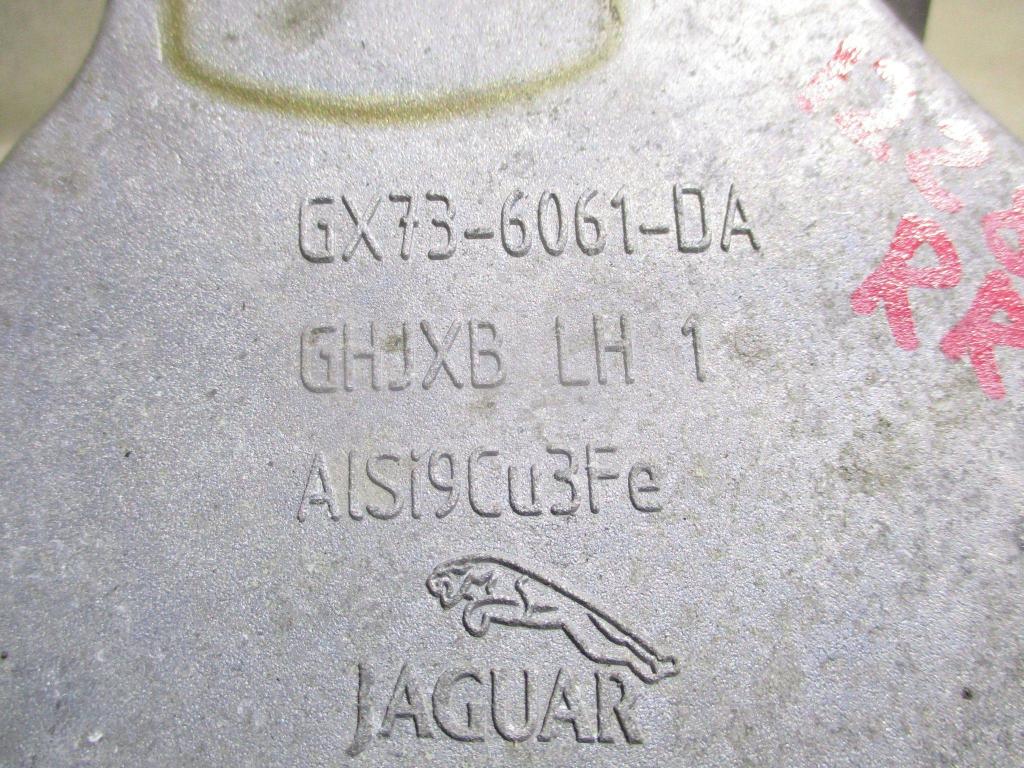 GX73-6061-DA
GHJXB LH 1
AlSi9Cu3Fe
JAGUAR